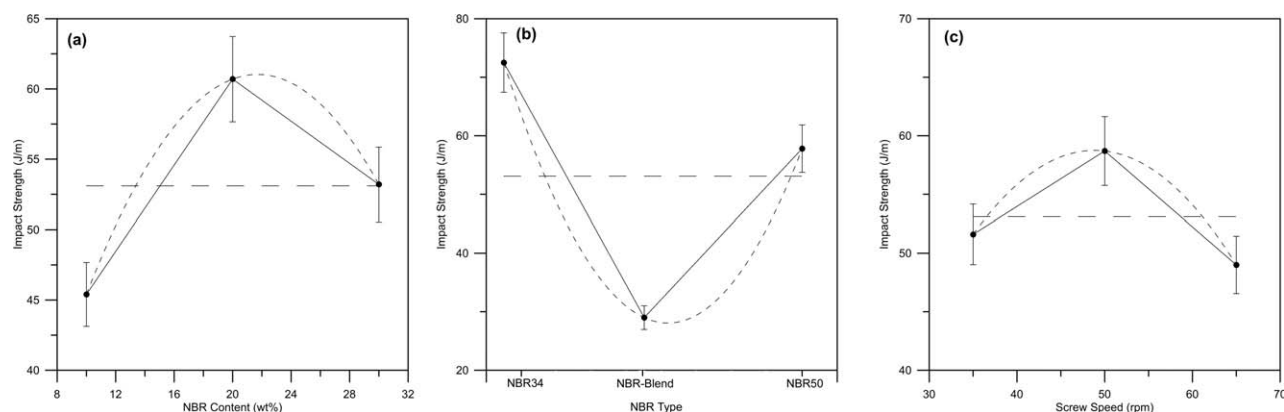 (a)
Impact Strength (J/m)
65
60
55
50
45
40
8 12 16 20 24 28 32
NBR Content (wt%)
(b)
Impact Strength (J/m)
80
60
40
20
NBR34 NBR-Blend NBR50
NBR Type
(c)
Impact Strength (J/m)
70
60
50
40
30 40 50 60 70
Screw Speed (rpm)